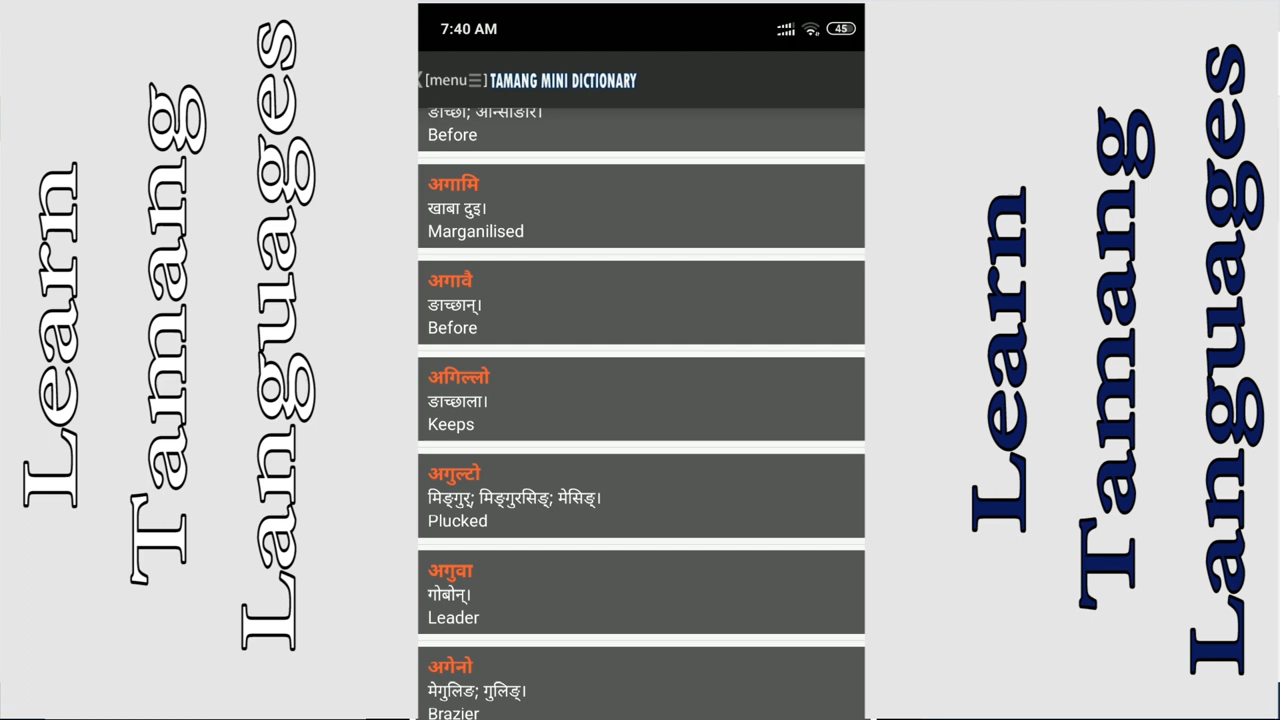 Learn
Tamang
Languages
7:40 AM
45
[menu☰] TAMANG MINI DICTIONARY
ङाच्छा; आन्साङार।
Before
अगामि
खाबा दुइ।
Marganilised
अगावै
ङाच्छान्।
Before
अगिल्लो
ङाच्छाला।
Keeps
अगुल्टो
मिङ्गुर्; मिङ्गुरसिङ्; मेसिङ्।
Plucked
अगुवा
गोबोन्।
Leader
अगेनो
मेगुलिङ; गुलिङ्।
Brazier
Learn
Tamang
Languages